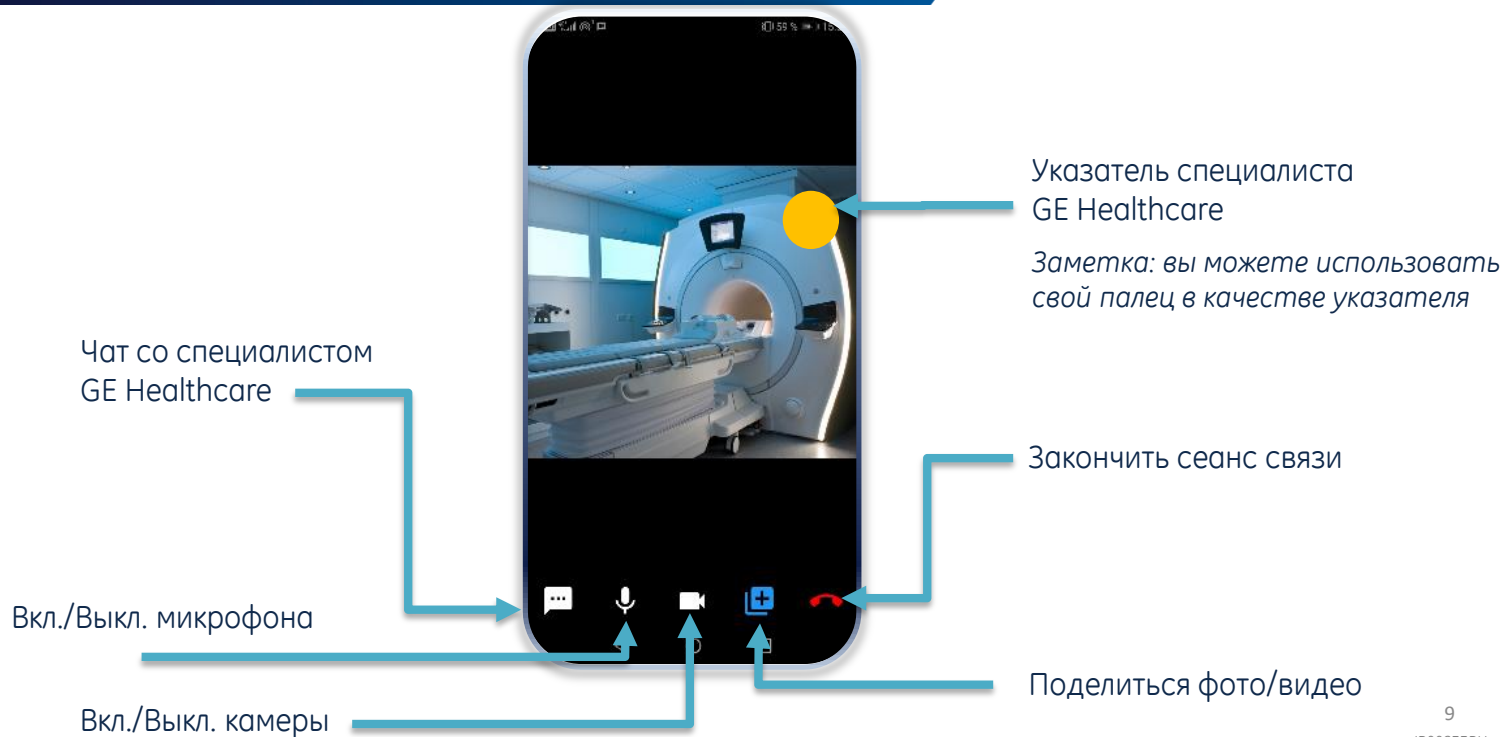 59 %
Указатель специалиста
GE Healthcare
Заметка: вы можете использовать
свой палец в качестве указателя
Чат со специалистом
GE Healthcare
Закончить сеанс связи
Вкл./Выкл. микрофона
Поделиться фото/видео
Вкл./Выкл. камеры
9